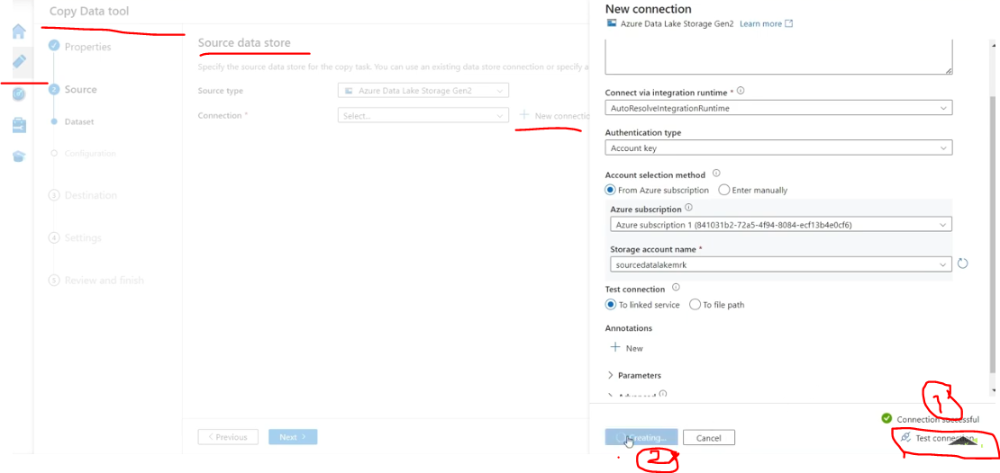 Copy Data tool
Properties
2 Source
Dataset
Configuration
3 Destination
4 Settings
5 Review and finish
Source data store
Specify the source data store for the copy task. You can use an existing data store connection or specify a
Source type
Azure Data Lake Storage Gen2
Connection *
Select...
New connectio
< Previous
Next >
New connection
Azure Data Lake Storage Gen2 Learn more
Connect via integration runtime *
AutoResolveIntegrationRuntime
Authentication type
Account key
Account selection method
From Azure subscription Enter manually
Azure subscription
Azure subscription 1 (841031b2-72a5-4f94-8084-ecf13b4e0cf6)
Storage account name *
sourcedatalakemrk
Test connection
To linked service To file path
Annotations
New
Parameters
Advanced
1
Connection successful
Test connection
Creating... Cancel
2